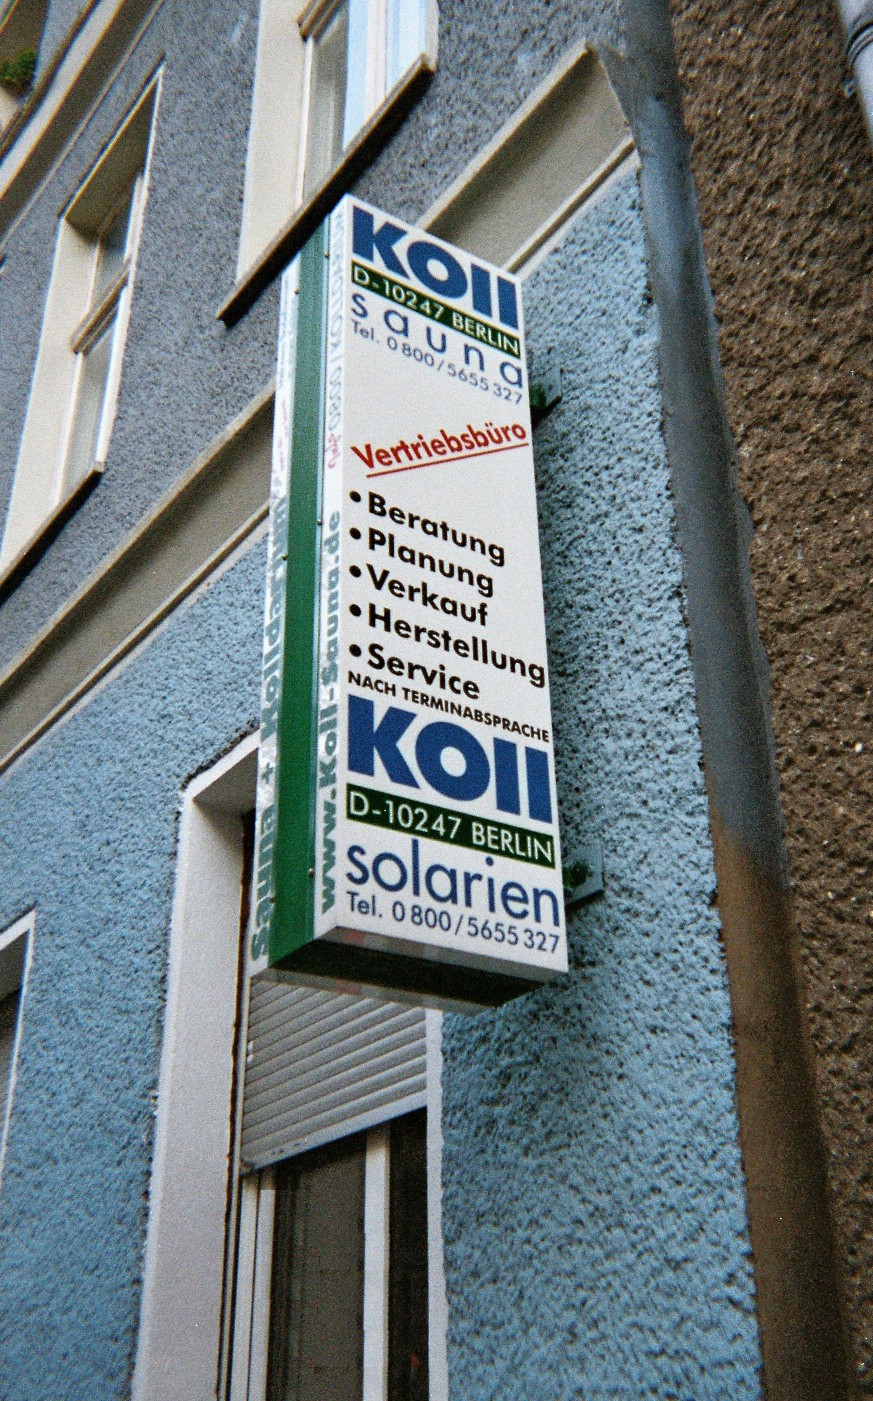 Koll
D-10247 BERLIN
sauna
Tel. 0800/5655327
Vertriebsbüro
• Beratung
• Planung
• Verkauf
• Herstellung
• Service
NACH TERMINABSPRACHE
Koll
D-10247 BERLIN
solarien
Tel. 0800/5655327
www.Koll-sauna.de